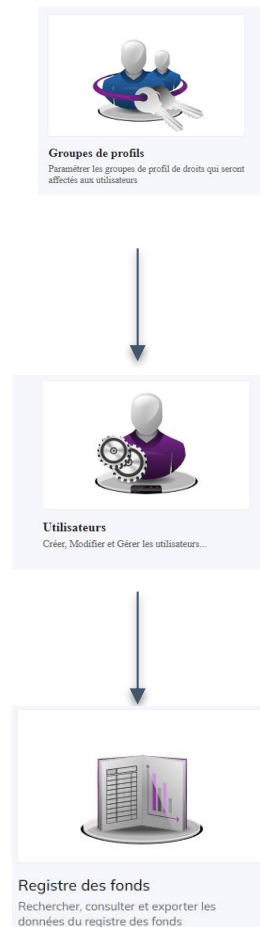 Groupes de profils
Paramétrer les groupes de profil de droits qui seront
affectés aux utilisateurs
Utilisateurs
Créer, Modifier et Gérer les utilisateurs...
Registre des fonds
Rechercher, consulter et exporter les
données du registre des fonds